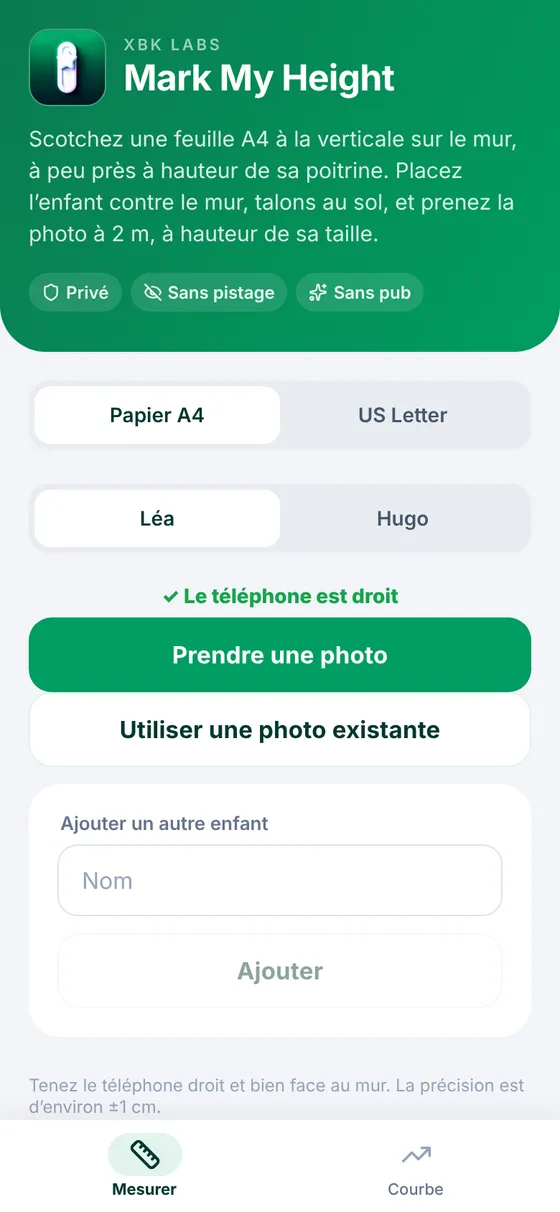 XBK LABS
Mark My Height
Scotchez une feuille A4 à la verticale sur le mur,
à peu près à hauteur de sa poitrine. Placez
l’enfant contre le mur, talons au sol, et prenez la
photo à 2 m, à hauteur de sa taille.
Privé Sans pistage Sans pub
Papier A4 US Letter
Léa Hugo
✓ Le téléphone est droit
Prendre une photo
Utiliser une photo existante
Ajouter un autre enfant
Nom
Ajouter
Tenez le téléphone droit et bien face au mur. La précision est
d’environ ±1 cm.
Mesurer Courbe